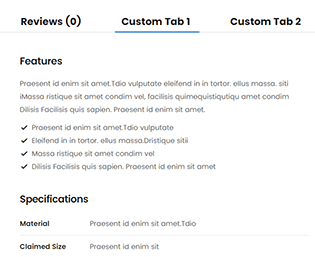 Reviews (0) Custom Tab 1 Custom Tab 2
Features
Praesent id enim sit amet.Tdio vulputate eleifend in in tortor. ellus massa. siti
iMassa ristique sit amet condim vel, facilisis quimequistiqutiqu amet condim
Dilisis Facilisis quis sapien. Praesent id enim sit amet.
Praesent id enim sit amet.Tdio vulputate
Eleifend in in tortor. ellus massa.Dristique sitii
Massa ristique sit amet condim vel
Dilisis Facilisis quis sapien. Praesent id enim sit amet
Specifications
Material Praesent id enim sit amet.Tdio
Claimed Size Praesent id enim sit